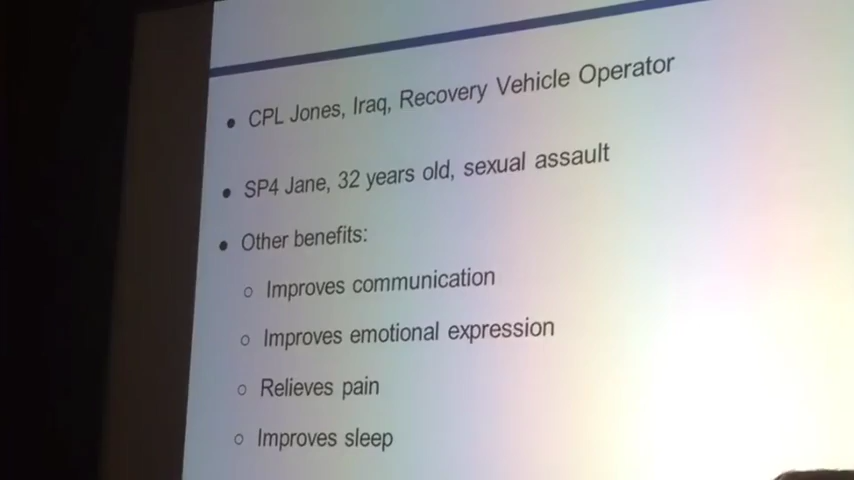 • CPL Jones, Iraq, Recovery Vehicle Operator
• SP4 Jane, 32 years old, sexual assault
• Other benefits:
○ Improves communication
○ Improves emotional expression
○ Relieves pain
○ Improves sleep